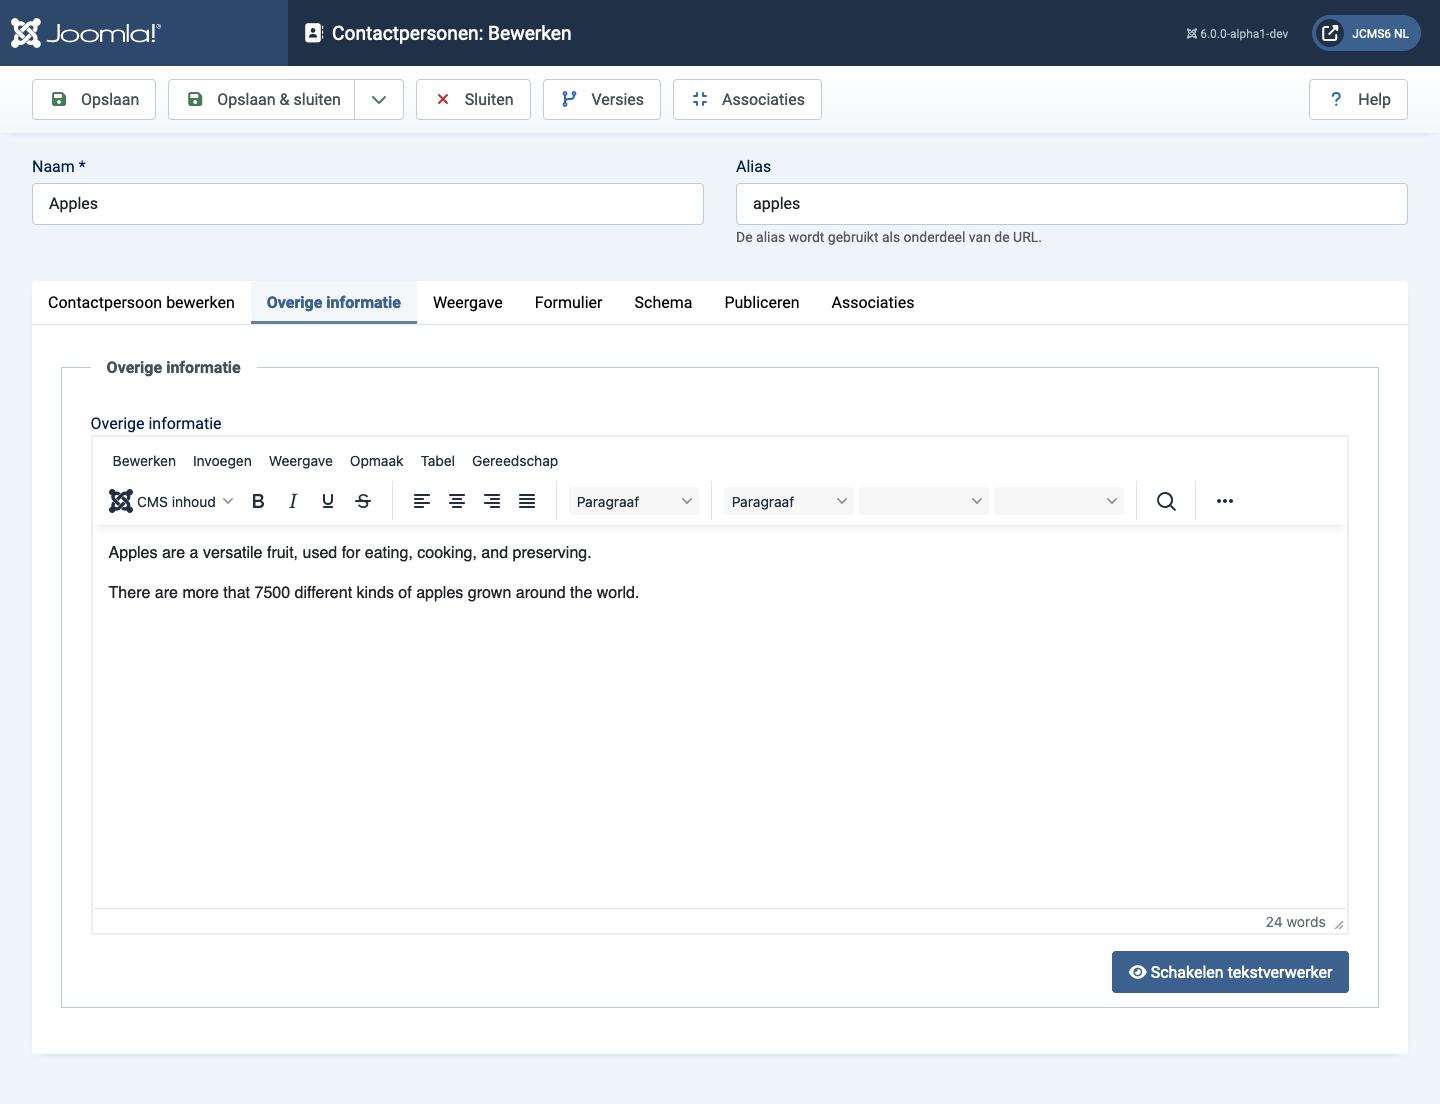 Joomla!®
Contactpersonen: Bewerken
6.0.0-alpha1-dev
JCMS6 NL
Opslaan
Opslaan & sluiten
Sluiten
Versies
Associaties
? Help
Naam *
Alias
Apples
apples
De alias wordt gebruikt als onderdeel van de URL.
Contactpersoon bewerken
Overige informatie
Weergave
Formulier
Schema
Publiceren
Associaties
Overige informatie
Overige informatie
Bewerken
Invoegen
Weergave
Opmaak
Tabel
Gereedschap
CMS inhoud
B
I
U
S
Paragraaf
Paragraaf
Apples are a versatile fruit, used for eating, cooking, and preserving.
There are more that 7500 different kinds of apples grown around the world.
24 words
Schakelen tekstverwerker